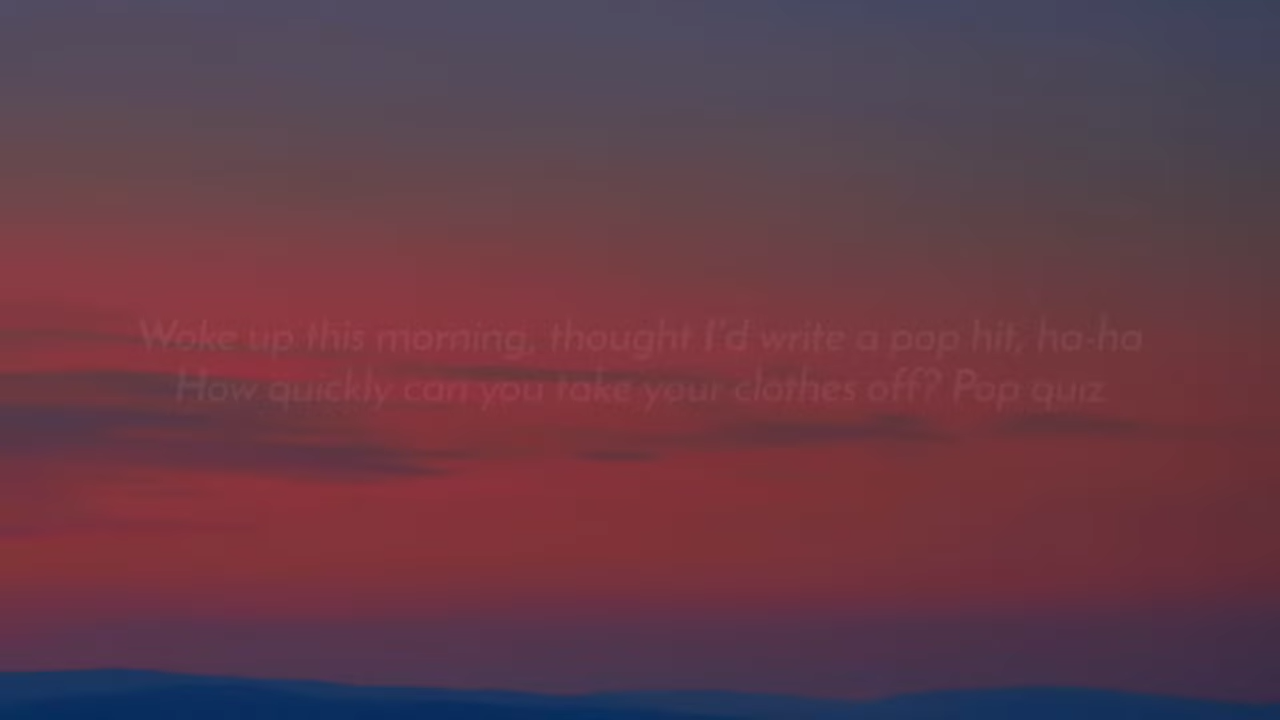 Woke up this morning, thought I'd write a pop hit, ha-ha
How quickly can you take your clothes off? Pop quiz